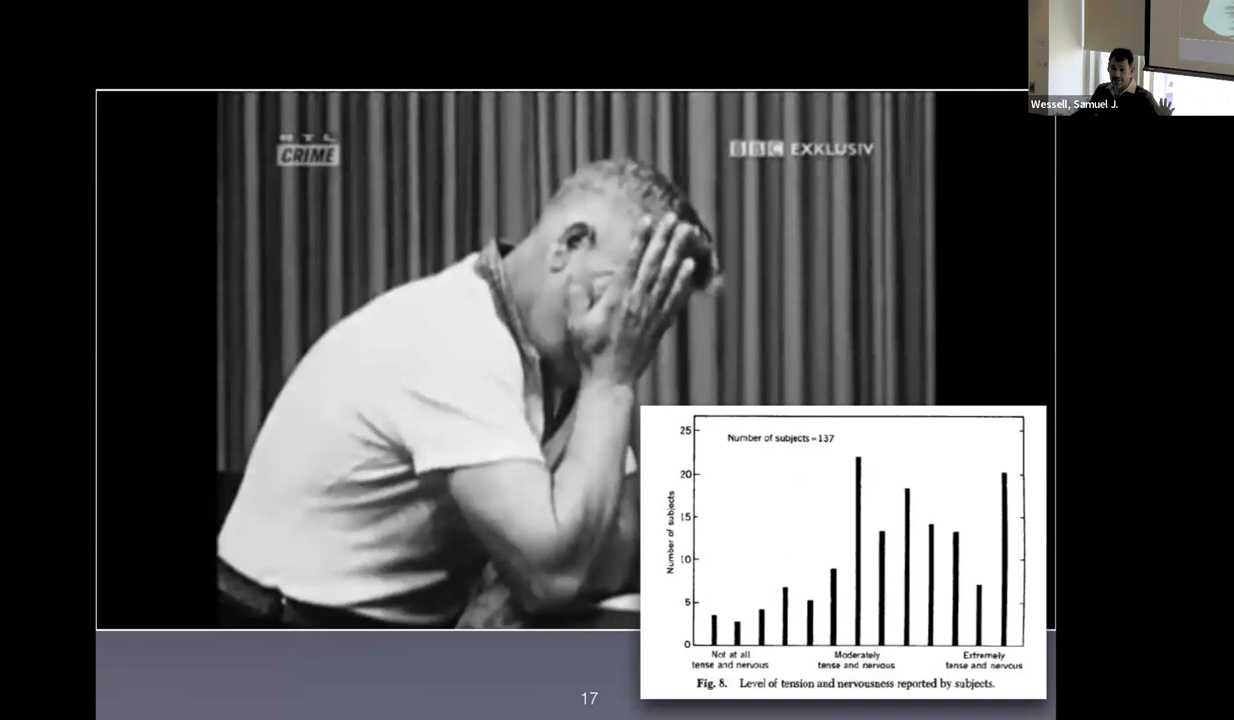 Wessell, Samuel J.
RTL
CRIME
BBC EXKLUSIV
Number of subjects = 137
Number of subjects
25
20
15
10
5
0
Not at all
tense and nervous
Moderately
tense and nervous
Extremely
tense and nervous
Fig. 8. Level of tension and nervousness reported by subjects.
17